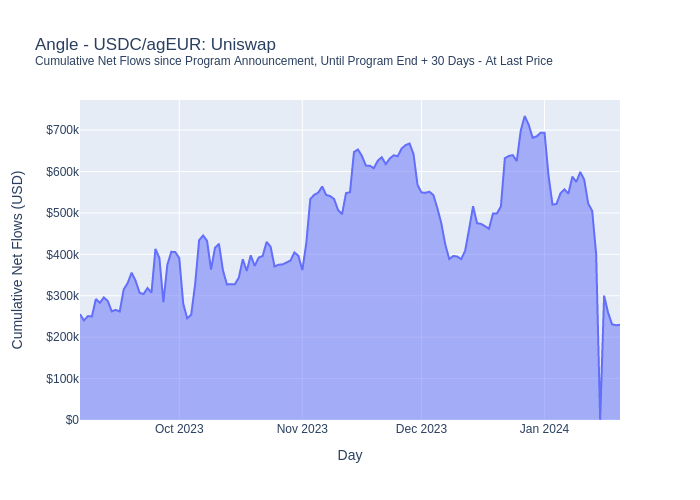 Angle - USDC/agEUR: Uniswap
Cumulative Net Flows since Program Announcement, Until Program End + 30 Days - At Last Price
Cumulative Net Flows (USD)
$700k
$600k
$500k
$400k
$300k
$200k
$100k
$0
Oct 2023
Nov 2023
Dec 2023
Jan 2024
Day